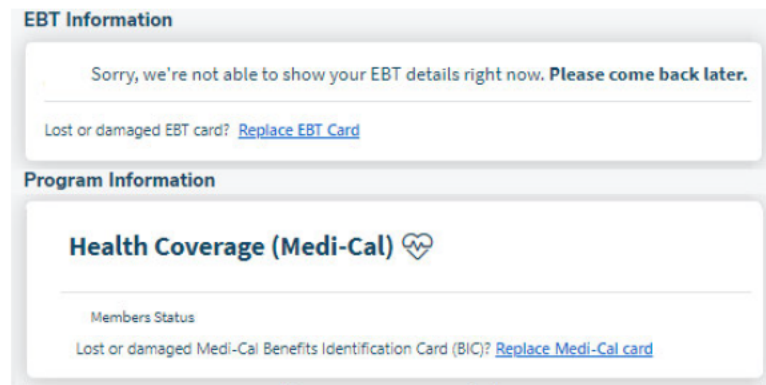 EBT Information
Sorry, we're not able to show your EBT details right now. Please come back later.
Lost or damaged EBT card? Replace EBT Card
Program Information
Health Coverage (Medi-Cal)
Members Status
Lost or damaged Medi-Cal Benefits Identification Card (BIC)? Replace Medi-Cal card